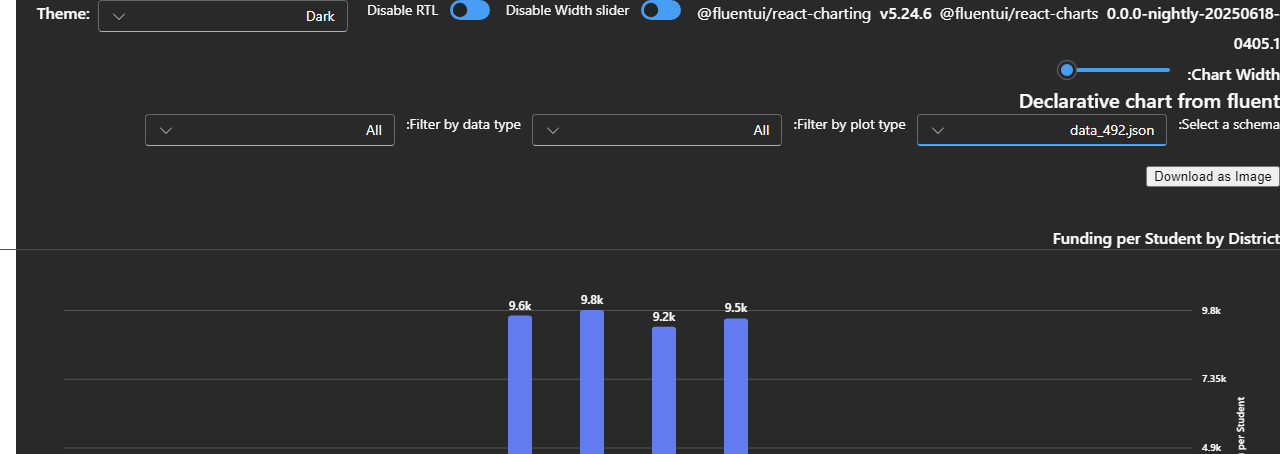 Theme: Dark Disable RTL Disable Width slider @fluentui/react-charting v5.24.6 @fluentui/react-charts 0.0.0-nightly-20250618-
0405.1
:Chart Width
Declarative chart from fluent
:Select a schema data_492.json :Filter by plot type All :Filter by data type All
Download as Image
Funding per Student by District
9.6k 9.8k 9.2k 9.5k
9.8k
7.35k
4.9k
per Student